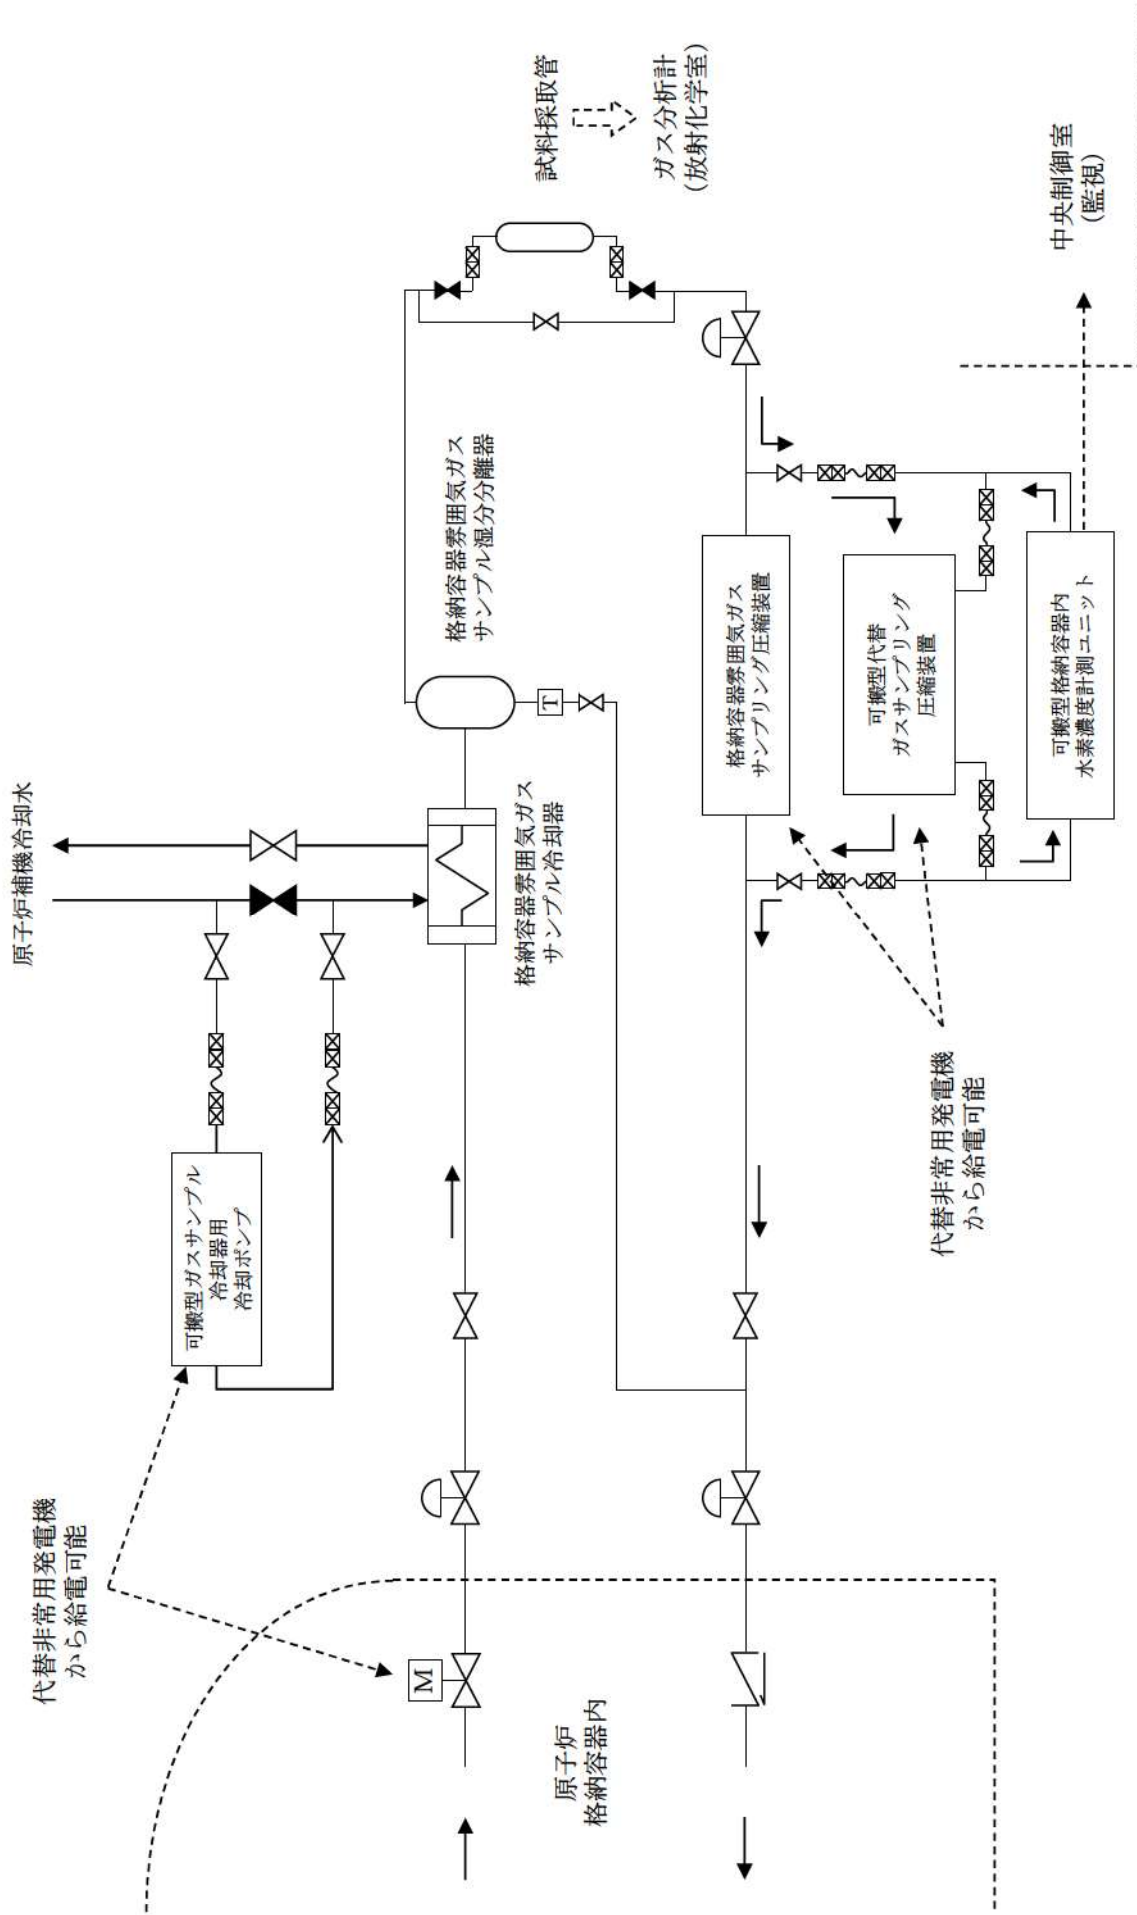 原子炉補機冷却水
可搬型ガスサンプル
冷却器用
冷却ポンプ
代替非常用発電機
から給電可能
格納容器雰囲気ガス
サンプル冷却器
格納容器雰囲気ガス
サンプル湿分分離器
T
試料採取管
ガス分析計
(放射化学室)
M
原子炉
格納容器内
格納容器雰囲気ガス
サンプリング圧縮装置
可搬型代替
ガスサンプリング
圧縮装置
可搬型格納容器内
水素濃度計測ユニット
代替非常用発電機
から給電可能
中央制御室
(監視)